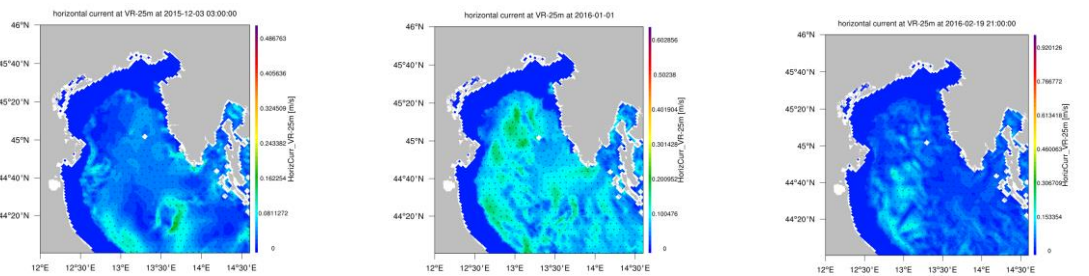 horizontal current at VR-25m at 2015-12-03 03:00:00
46°N
45°40'N
45°20'N
45°N
44°40'N
44°20'N
12°E
12°30'E
13°E
13°30'E
14°E
14°30'E
0.486763
0.405636
0.324509
0.243382
0.162254
0.0811272
0
HorizCurr_VR-25m [m/s]
horizontal current at VR-25m at 2016-01-01
46°N
45°40'N
45°20'N
45°N
44°40'N
44°20'N
12°E
12°30'E
13°E
13°30'E
14°E
14°30'E
0.602856
0.50238
0.401904
0.301428
0.200952
0.100476
0
HorizCurr_VR-25m [m/s]
horizontal current at VR-25m at 2016-02-19 21:00:00
46°N
45°40'N
45°20'N
45°N
44°40'N
44°20'N
12°E
12°30'E
13°E
13°30'E
14°E
14°30'E
0.920126
0.766772
0.613418
0.460063
0.306709
0.153354
0
HorizCurr_VR-25m [m/s]